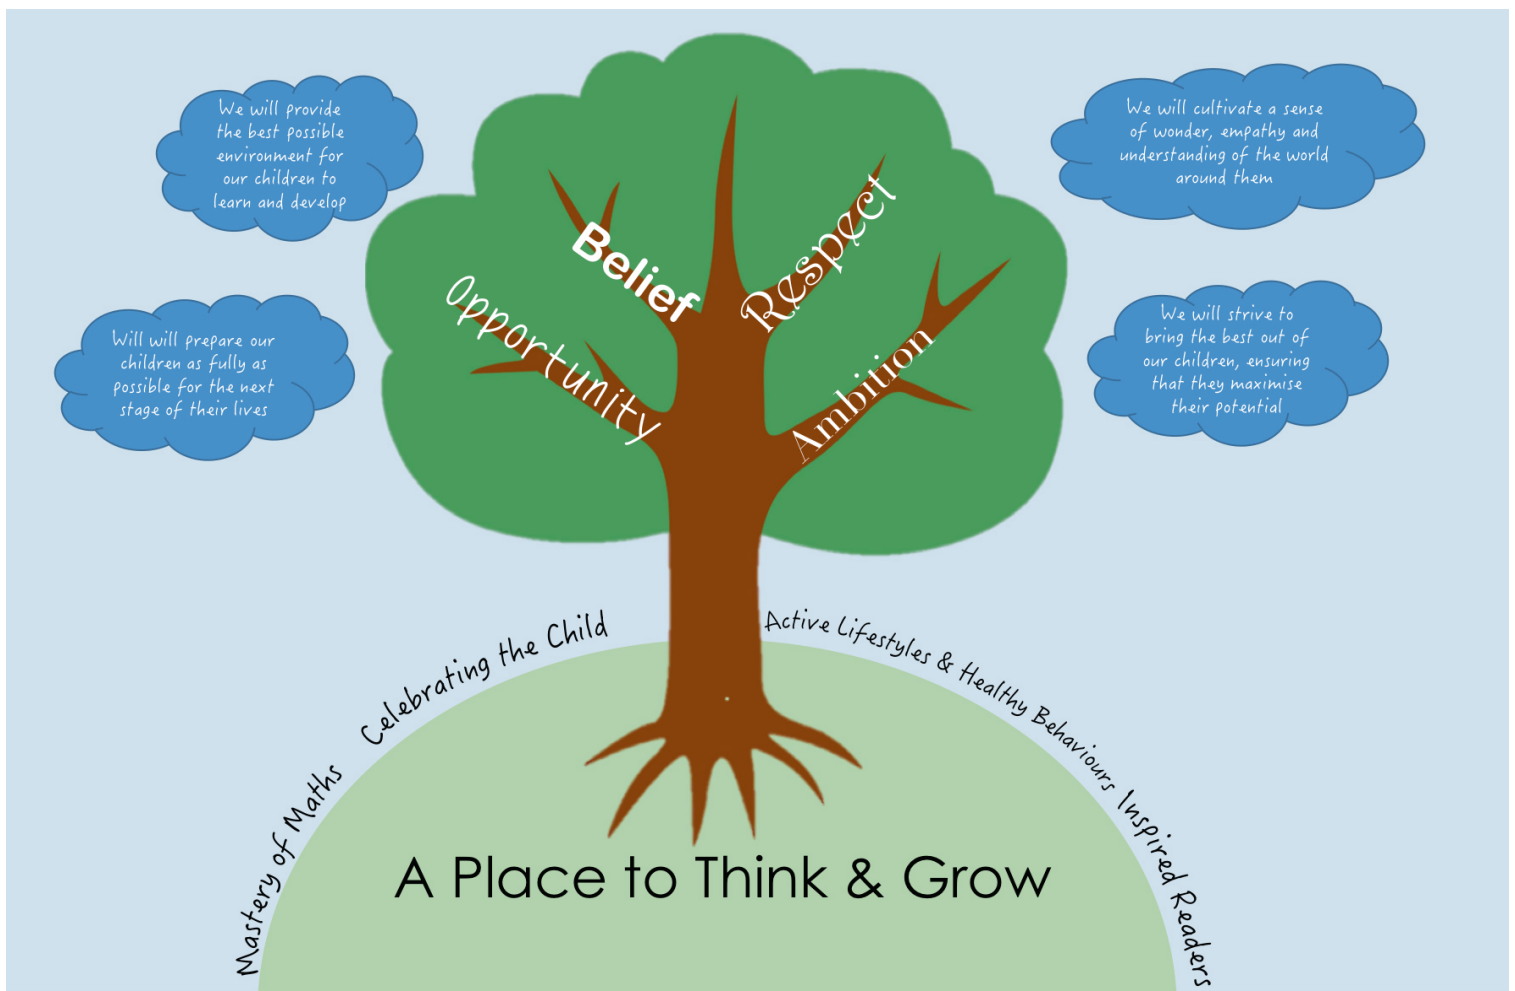 We will provide
the best possible
environment for
our children to
learn and develop
We will cultivate a sense
of wonder, empathy and
understanding of the world
around them
Will will prepare our
children as fully as
possible for the next
stage of their lives
We will strive to
bring the best out of
our children, ensuring
that they maximise
their potential
Belief
Respect
Opportunity
Ambition
Mastery of Maths
Celebrating the Child
Active Lifestyles & Healthy Behaviours
Inspired Readers
A Place to Think & Grow